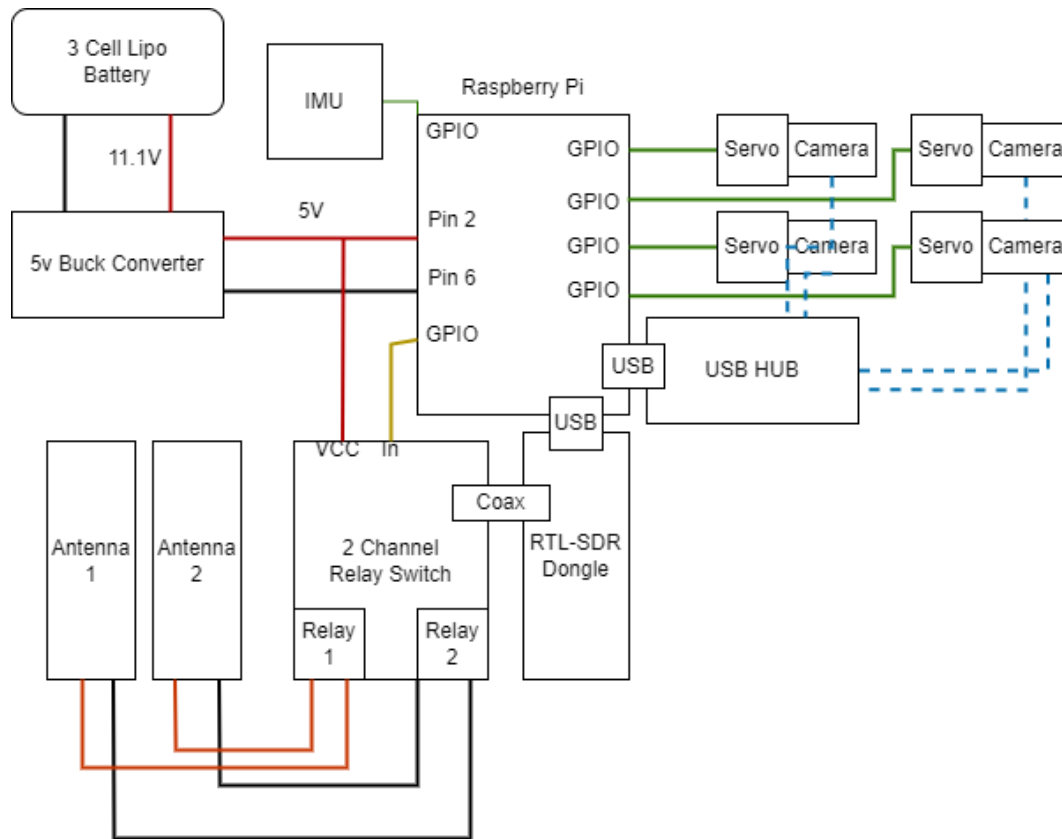 3 Cell Lipo
Battery
11.1V
5v Buck Converter
5V
IMU
Raspberry Pi
GPIO
Pin 2
Pin 6
GPIO
GPIO
GPIO
GPIO
GPIO
Servo
Camera
Servo
Camera
Servo
Camera
Servo
Camera
USB
USB HUB
USB
VCC
In
Coax
2 Channel
Relay Switch
Relay
1
Relay
2
RTL-SDR
Dongle
Antenna
1
Antenna
2